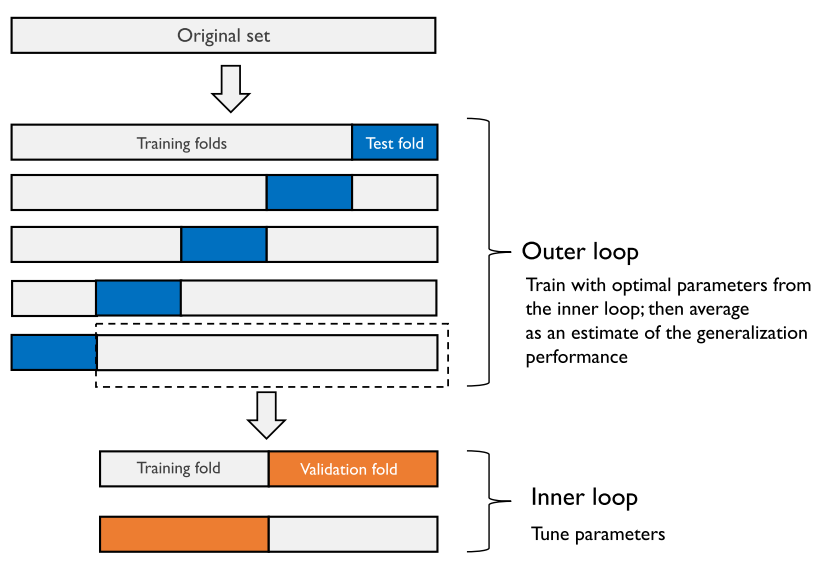 Original set
Training folds
Test fold
Outer loop
Train with optimal parameters from
the inner loop; then average
as an estimate of the generalization
performance
Training fold
Validation fold
Inner loop
Tune parameters